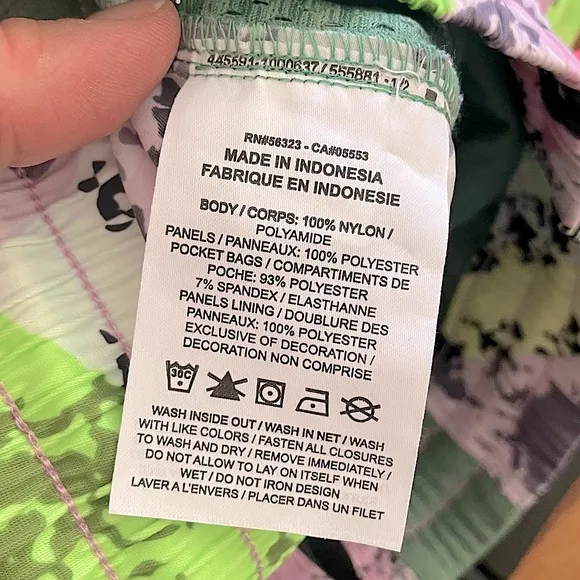 445591-1000637 / 555881 - 1/2
RN#56323 - CA#05553
MADE IN INDONESIA
FABRIQUE EN INDONESIE
BODY / CORPS: 100% NYLON /
POLYAMIDE
PANELS / PANNEAUX: 100% POLYESTER
POCKET BAGS / COMPARTIMENTS DE
POCHE: 93% POLYESTER
7% SPANDEX / ELASTHANNE
PANELS LINING / DOUBLURE DES
PANNEAUX: 100% POLYESTER
EXCLUSIVE OF DECORATION /
DECORATION NON COMPRISE
30C
WASH INSIDE OUT / WASH IN NET / WASH
WITH LIKE COLORS / FASTEN ALL CLOSURES
TO WASH AND DRY / REMOVE IMMEDIATELY /
DO NOT ALLOW TO LAY ON ITSELF WHEN
WET / DO NOT IRON DESIGN
LAVER A L'ENVERS / PLACER DANS UN FILET